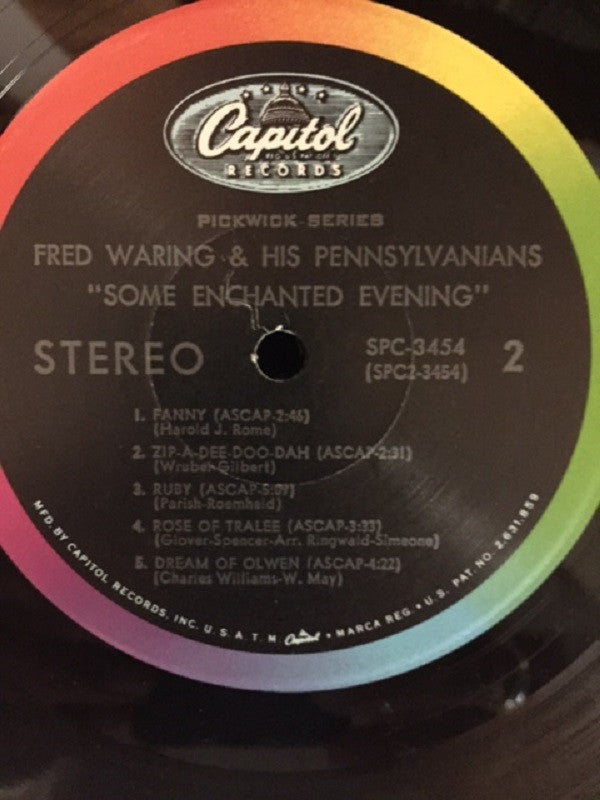 Capitol
REG. U.S. PAT. OFF.
RECORDS
PICKWICK SERIES
FRED WARING & HIS PENNSYLVANIANS
"SOME ENCHANTED EVENING"
STEREO
SPC-3454
(SPC2-3454)
2
1. FANNY (ASCAP-2:46)
(Harold J. Rome)
2. ZIP-A-DEE-DOO-DAH (ASCAP-2:31)
(Wrubel-Gilbert)
3. RUBY (ASCAP-5:09)
(Parish-Roemheld)
4. ROSE OF TRALEE (ASCAP-3:33)
(Glover-Spencer-Arr. Ringwald-Simeone)
5. DREAM OF OLWEN (ASCAP-4:22)
(Charles Williams-W. May)
MFD. BY CAPITOL RECORDS, INC. U.S.A. T.M. Capitol • MARCA REG. • U.S. PAT. NO. 2,631,859